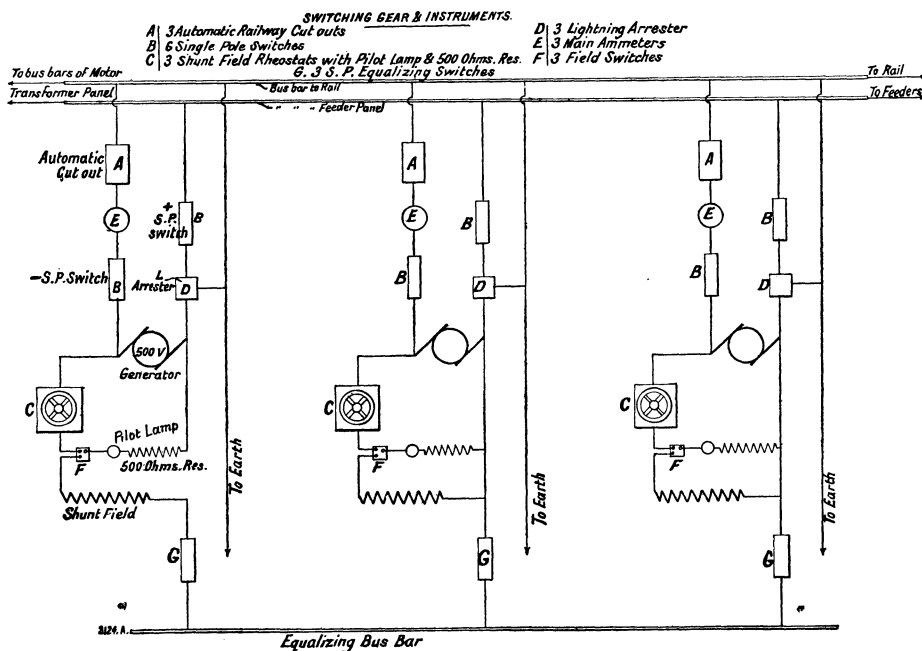 SWITCHING GEAR & INSTRUMENTS.
A 3 Automatic Railway Cut outs
B 6 Single Pole Switches
C 3 Shunt Field Rheostats with Pilot Lamp & 500 Ohms. Res.
D 3 Lightning Arrester
E 3 Main Ammeters
F 3 Field Switches
G. 3 S. P. Equalizing Switches
To bus bars of Motor
To Rail
Bus bar to Rail
Transformer Panel
To Feeders
" " " Feeder Panel
Automatic Cut out
A
A
A
E
E
E
+ S.P. switch
B
B
B
-S.P. Switch
B
B
B
L Arrester
D
D
D
500 V
Generator
C
C
C
Pilot Lamp
F
F
F
500 Ohms. Res.
Shunt Field
To Earth
To Earth
To Earth
G
G
G
3124. A.
Equalizing Bus Bar